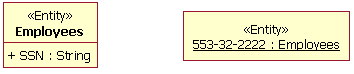 «Entity»
Employees
+ SSN : String
«Entity»
553-32-2222 : Employees